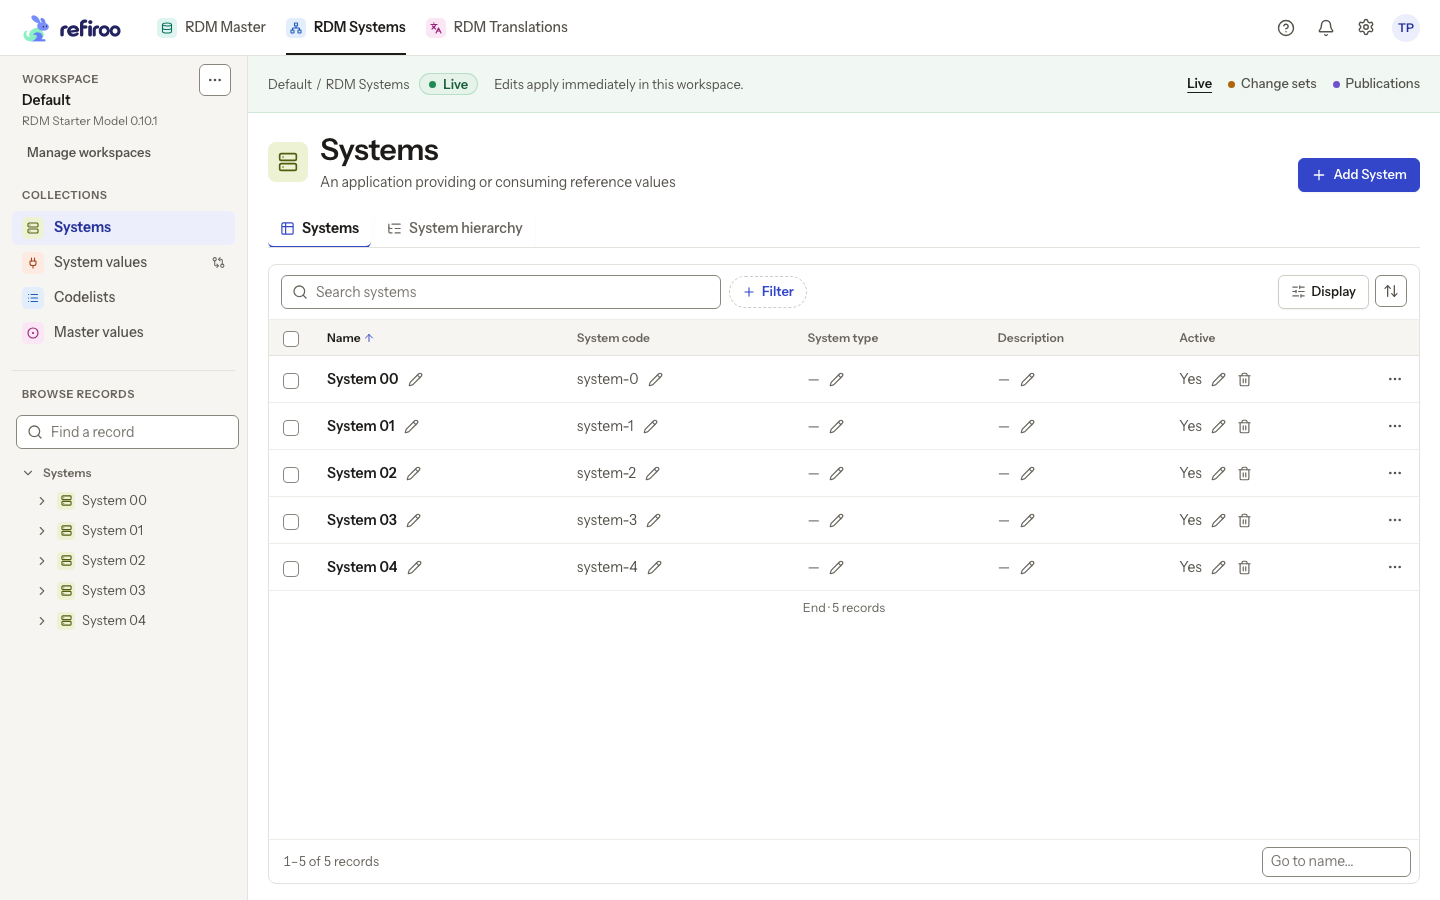 refiroo
RDM Master
RDM Systems
RDM Translations
TP
WORKSPACE
Default
RDM Starter Model 0.10.1
Manage workspaces
COLLECTIONS
Systems
System values
Codelists
Master values
BROWSE RECORDS
Find a record
Systems
System 00
System 01
System 02
System 03
System 04
Default / RDM Systems Live Edits apply immediately in this workspace.
Live Change sets Publications
Systems
An application providing or consuming reference values
Add System
Systems System hierarchy
Search systems Filter Display
Name System code System type Description Active
System 00 system-0 — — Yes
System 01 system-1 — — Yes
System 02 system-2 — — Yes
System 03 system-3 — — Yes
System 04 system-4 — — Yes
End · 5 records
1–5 of 5 records Go to name...